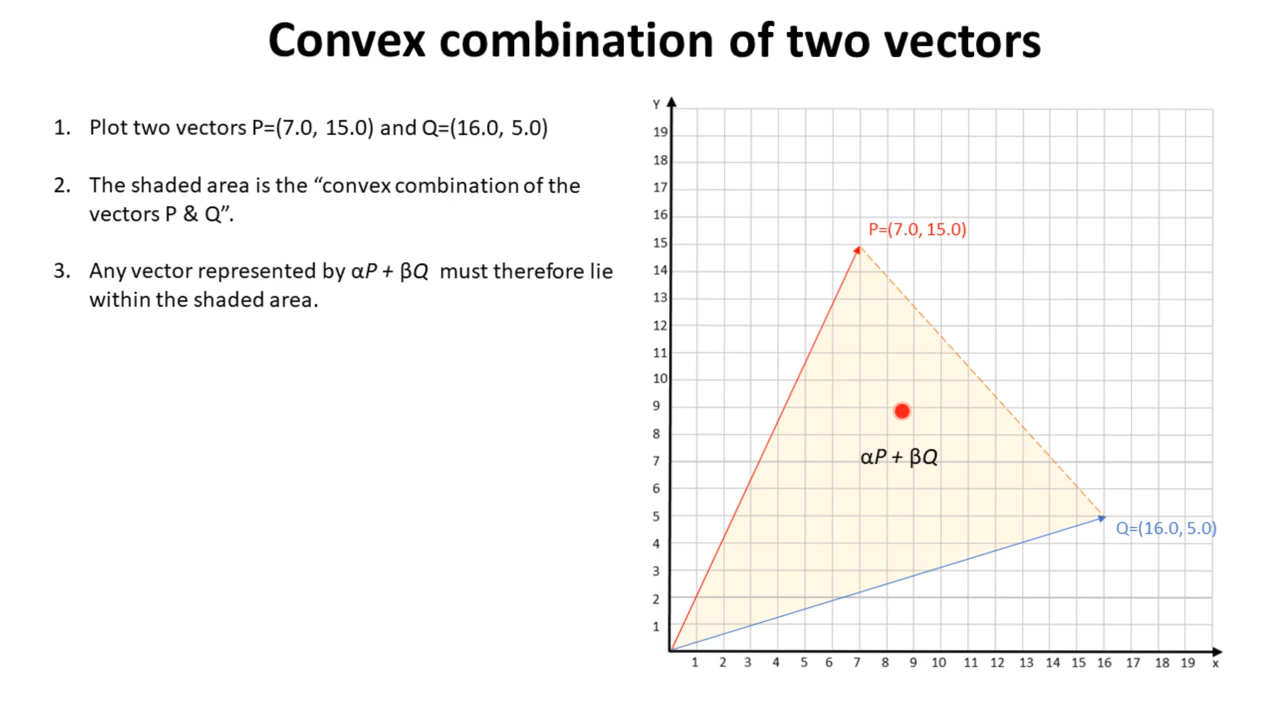 Convex combination of two vectors
1. Plot two vectors P=(7.0, 15.0) and Q=(16.0, 5.0)
2. The shaded area is the “convex combination of the
vectors P & Q”.
3. Any vector represented by αP + βQ must therefore lie
within the shaded area.
Y
19
18
17
16
15
14
13
12
11
10
9
8
7
6
5
4
3
2
1
P=(7.0, 15.0)
αP + βQ
Q=(16.0, 5.0)
1 2 3 4 5 6 7 8 9 10 11 12 13 14 15 16 17 18 19 x